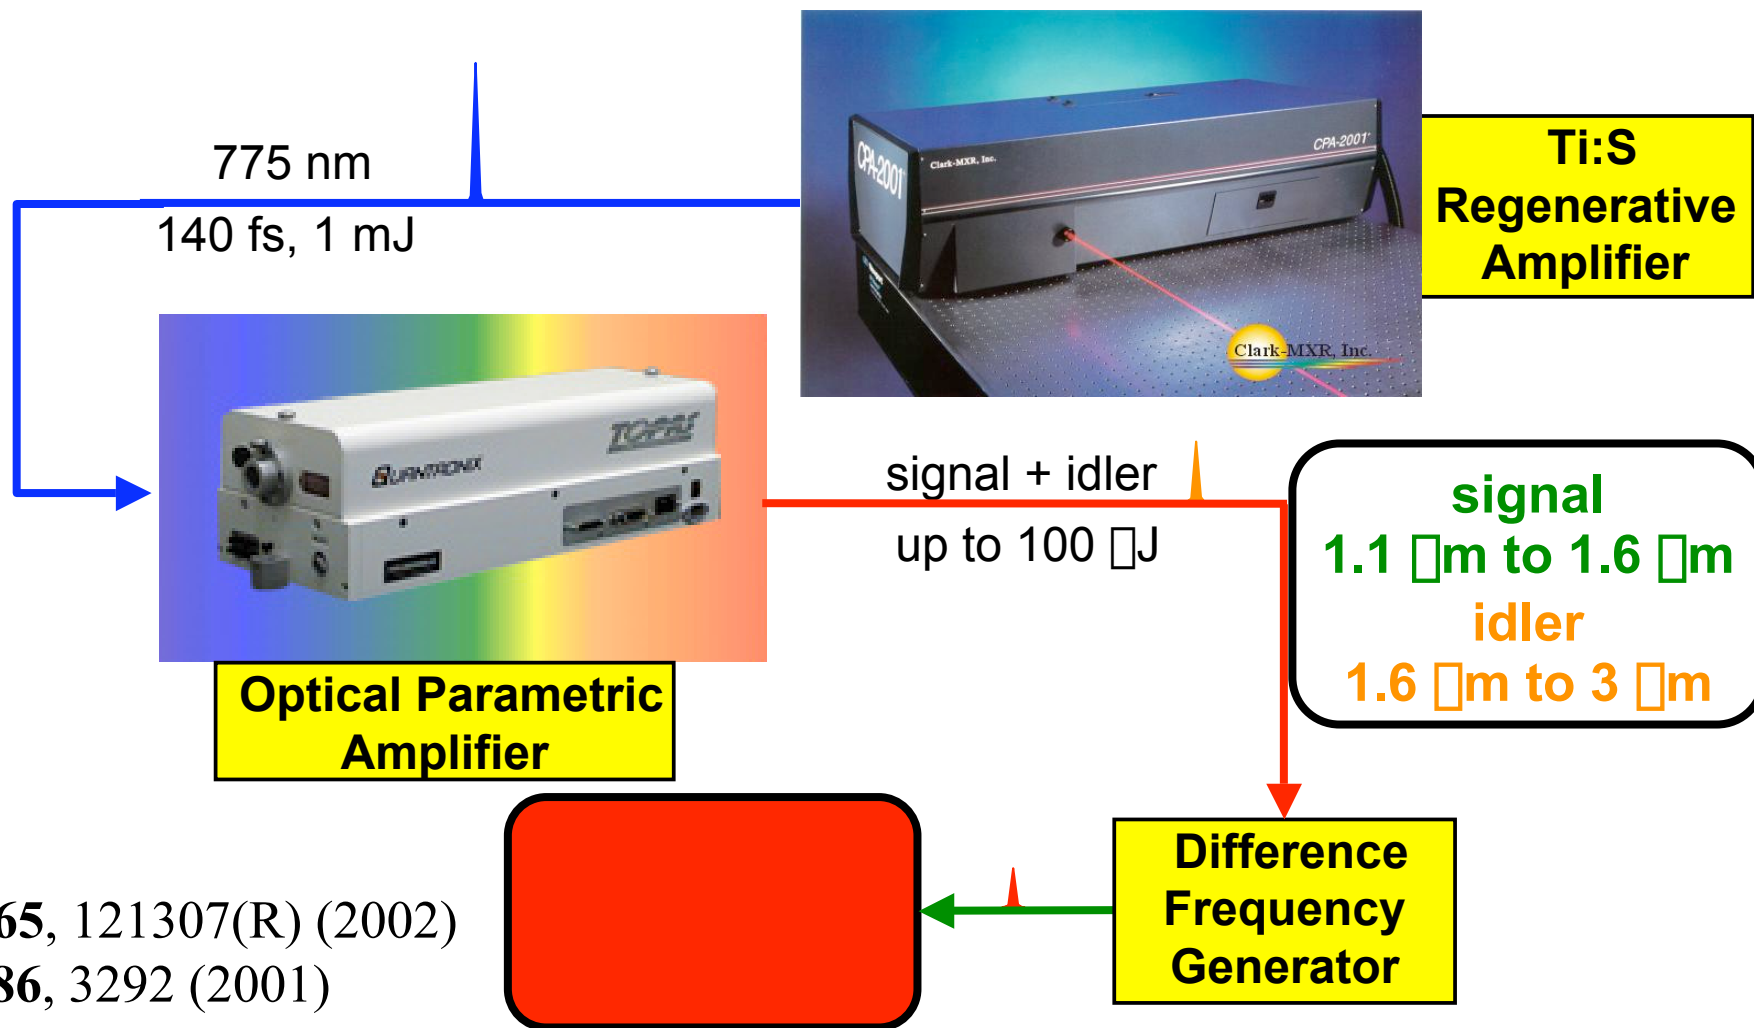 775 nm
140 fs, 1 mJ
CPA-2001
Clark-MXR, Inc.
CPA-2001
Clark-MXR, Inc.
Ti:S
Regenerative
Amplifier
QUANTRONIX
TOPAS
signal + idler
up to 100 □J
signal
1.1 □m to 1.6 □m
idler
1.6 □m to 3 □m
Optical Parametric
Amplifier
Difference
Frequency
Generator
65, 121307(R) (2002)
86, 3292 (2001)